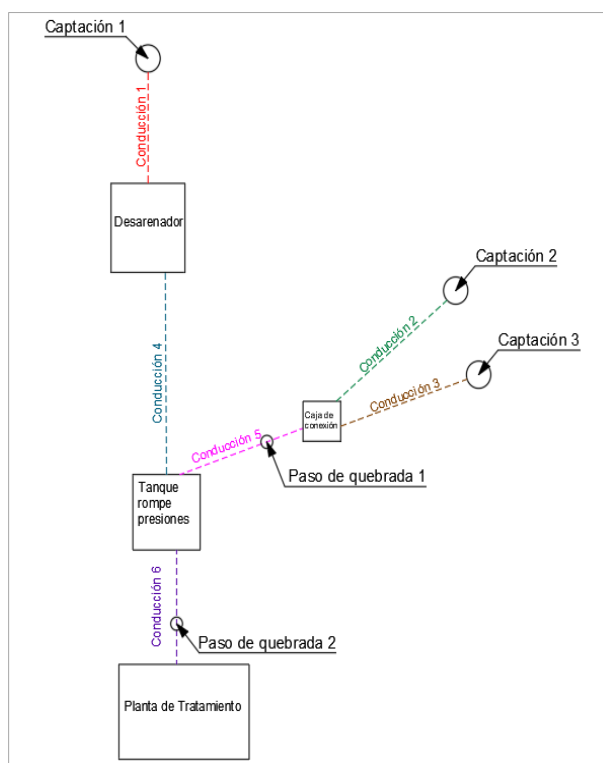 Captación 1
Conducción 1
Desarenador
Captación 2
Conducción 2
Conducción 4
Captación 3
Conducción 3
Caja de
conexión
Conducción 5
Paso de quebrada 1
Tanque
rompe
presiones
Conducción 6
Paso de quebrada 2
Planta de Tratamiento